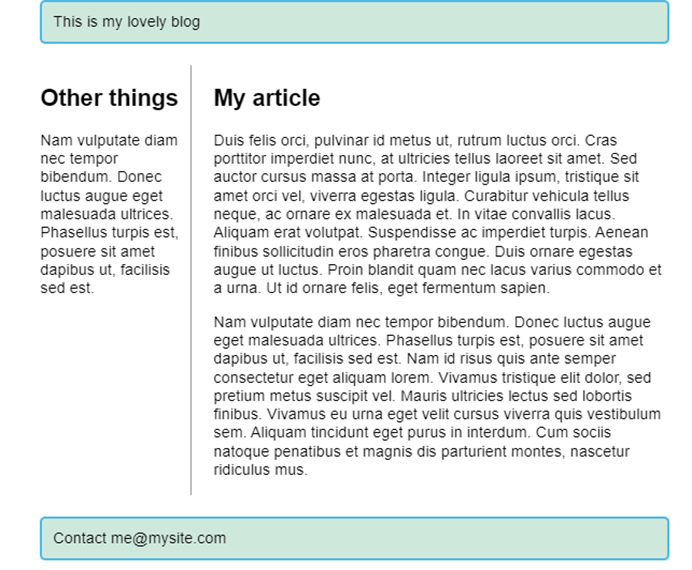 This is my lovely blog
Other things
Nam vulputate diam
nec tempor
bibendum. Donec
luctus augue eget
malesuada ultrices.
Phasellus turpis est,
posuere sit amet
dapibus ut, facilisis
sed est.
My article
Duis felis orci, pulvinar id metus ut, rutrum luctus orci. Cras
porttitor imperdiet nunc, at ultricies tellus laoreet sit amet. Sed
auctor cursus massa at porta. Integer ligula ipsum, tristique sit
amet orci vel, viverra egestas ligula. Curabitur vehicula tellus
neque, ac ornare ex malesuada et. In vitae convallis lacus.
Aliquam erat volutpat. Suspendisse ac imperdiet turpis. Aenean
finibus sollicitudin eros pharetra congue. Duis ornare egestas
augue ut luctus. Proin blandit quam nec lacus varius commodo et
a urna. Ut id ornare felis, eget fermentum sapien.
Nam vulputate diam nec tempor bibendum. Donec luctus augue
eget malesuada ultrices. Phasellus turpis est, posuere sit amet
dapibus ut, facilisis sed est. Nam id risus quis ante semper
consectetur eget aliquam lorem. Vivamus tristique elit dolor, sed
pretium metus suscipit vel. Mauris ultricies lectus sed lobortis
finibus. Vivamus eu urna eget velit cursus viverra quis vestibulum
sem. Aliquam tincidunt eget purus in interdum. Cum sociis
natoque penatibus et magnis dis parturient montes, nascetur
ridiculus mus.
Contact me@mysite.com